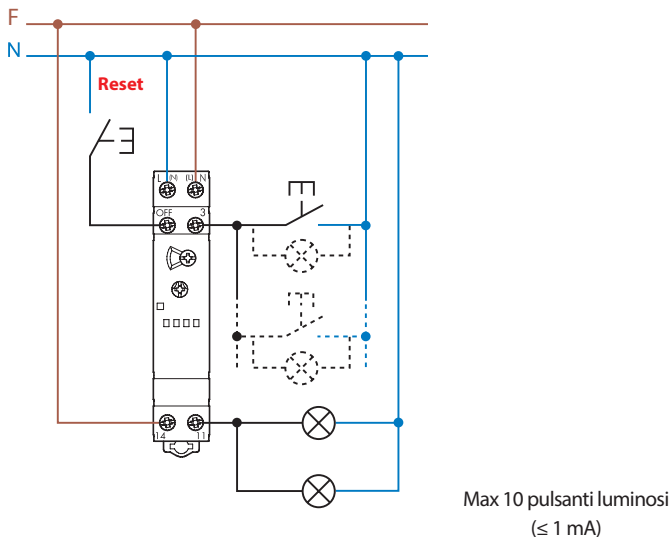 F
N
Reset
L (N) (L) N
OFF 3
14 11
Max 10 pulsanti luminosi
(≤ 1 mA)